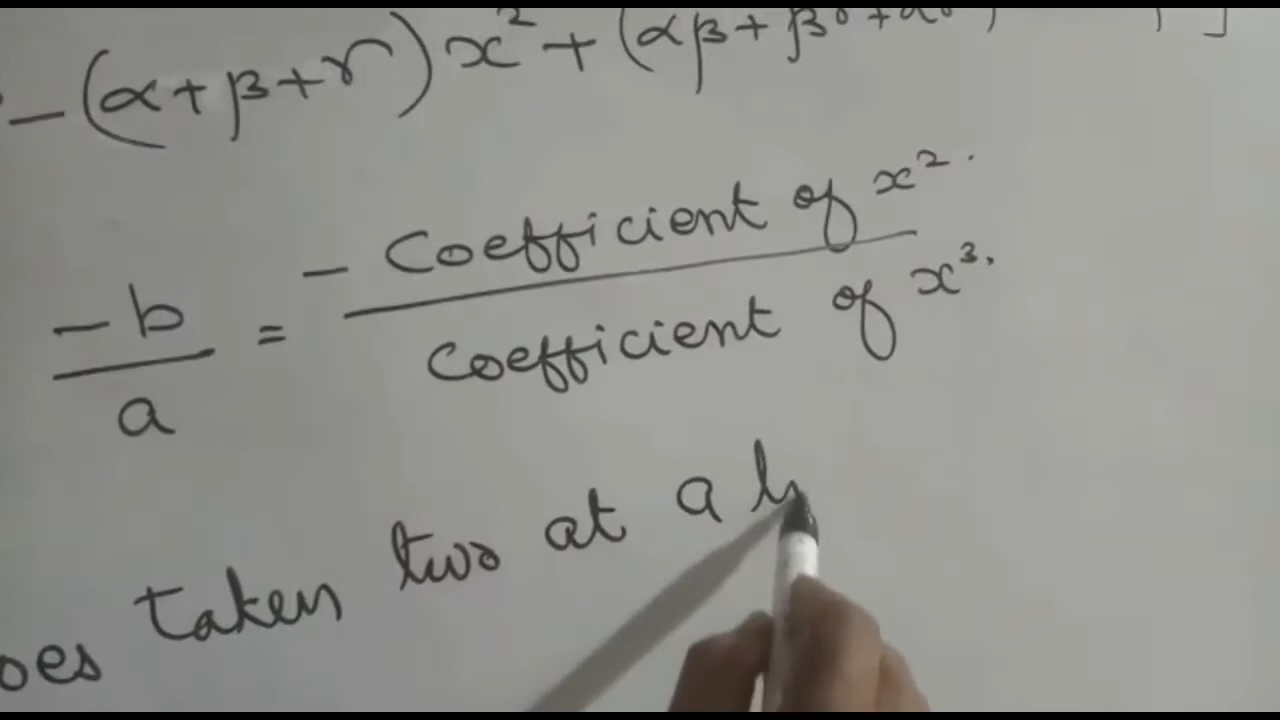 -(α+β+γ)x²+(αβ+β
-b/a = -Coefficient of x². / Coefficient of x³.
taken two at a